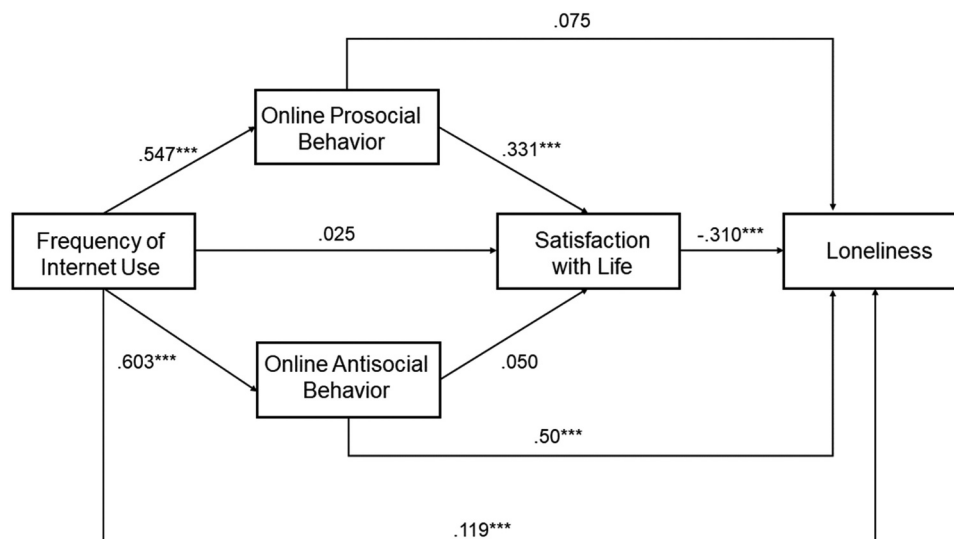 .075
Online Prosocial
Behavior
.547***
.331***
Frequency of
Internet Use
.025
Satisfaction
with Life
-.310***
Loneliness
.603***
Online Antisocial
Behavior
.050
.50***
.119***